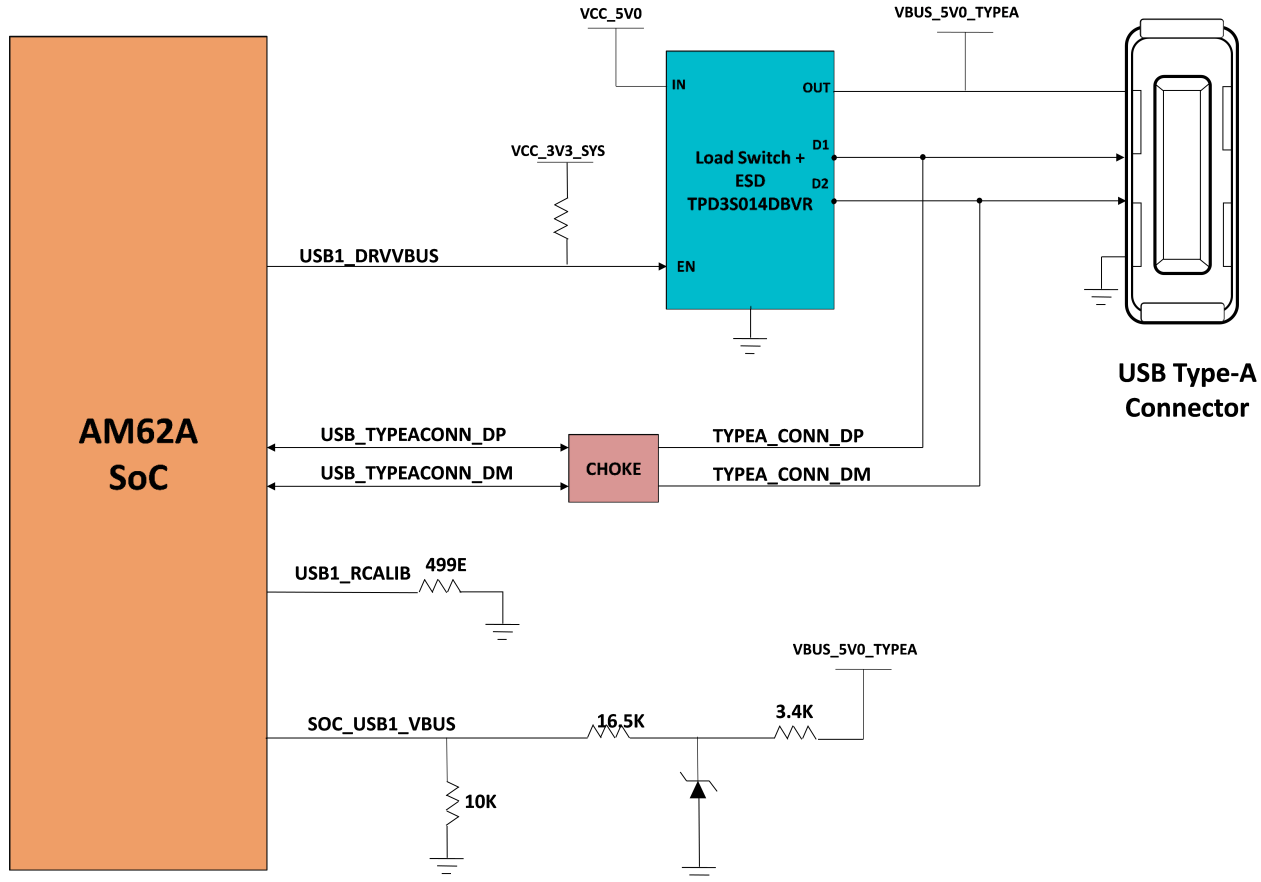 VCC_5V0
VBUS_5V0_TYPEA
IN
OUT
VCC_3V3_SYS
D1
Load Switch +
ESD
TPD3S014DBVR
D2
USB1_DRVVBUS
EN
USB Type-A
Connector
AM62A
SoC
USB_TYPEACONN_DP
TYPEA_CONN_DP
CHOKE
USB_TYPEACONN_DM
TYPEA_CONN_DM
USB1_RCALIB
499E
VBUS_5V0_TYPEA
SOC_USB1_VBUS
16.5K
3.4K
10K